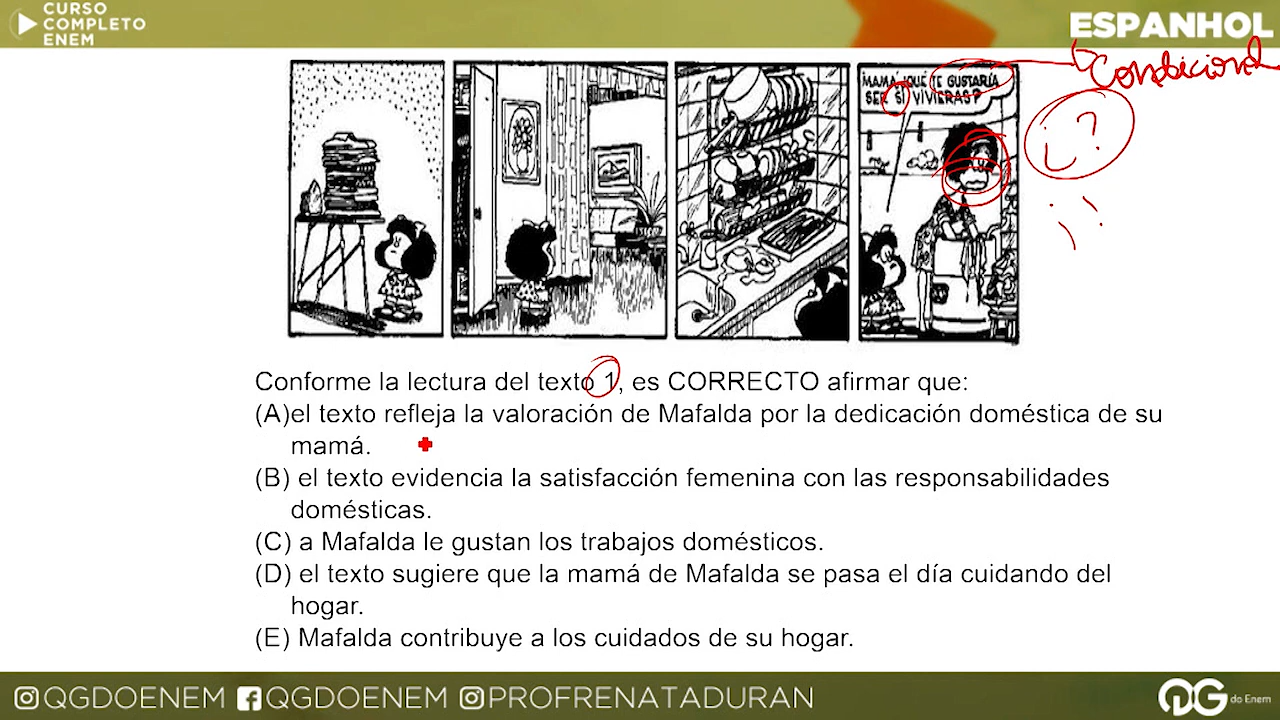 CURSO
COMPLETO
ENEM
ESPANHOL
Condicional
MAMÁ, ¿QUÉ TE GUSTARÍA
SER SI VIVIERAS?
¿?
¡!
Conforme la lectura del texto 1, es CORRECTO afirmar que:
(A)el texto refleja la valoración de Mafalda por la dedicación doméstica de su
mamá.
(B) el texto evidencia la satisfacción femenina con las responsabilidades
domésticas.
(C) a Mafalda le gustan los trabajos domésticos.
(D) el texto sugiere que la mamá de Mafalda se pasa el día cuidando del
hogar.
(E) Mafalda contribuye a los cuidados de su hogar.
@QGDOENEM @QGDOENEM @PROFRENATADURAN
QG do Enem